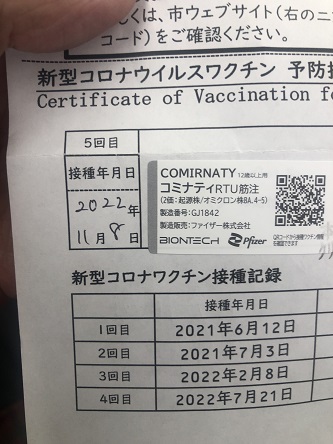 くは、市ウェブサイト(右の二
コード)をご確認ください。
新型コロナウイルスワクチン 予防接
Certificate of Vaccination fo
5回目
接種年月日
2022年
11月8日
COMIRNATY 12歳以上用
コミナティRTU筋注
(2価:起源株/オミクロン株BA.4-5)
製造番号:GJ1842
製造販売:ファイザー株式会社
BIONTECH Pfizer
新型コロナワクチン接種記録
接種年月日
1回目 2021年6月12日
2回目 2021年7月3日
3回目 2022年2月8日
4回目 2022年7月21日